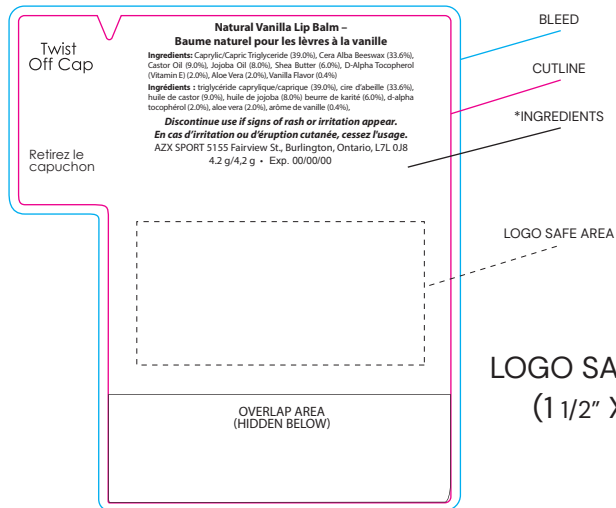 Twist
Off Cap
Retirez le
capuchon
Natural Vanilla Lip Balm –
Baume naturel pour les lèvres à la vanille
Ingredients: Caprylic/Capric Triglyceride (39.0%), Cera Alba Beeswax (33.6%),
Castor Oil (9.0%), Jojoba Oil (8.0%), Shea Butter (6.0%), D-Alpha Tocopherol
(Vitamin E) (2.0%), Aloe Vera (2.0%), Vanilla Flavor (0.4%)
Ingrédients : triglycéride caprylique/caprique (39.0%), cire d'abeille (33.6%),
huile de castor (9.0%), huile de jojoba (8.0%) beurre de karité (6.0%), d-alpha
tocophérol (2.0%), aloe vera (2.0%), arôme de vanille (0.4%),
Discontinue use if signs of rash or irritation appear.
En cas d'irritation ou d'éruption cutanée, cessez l'usage.
AZX SPORT 5155 Fairview St., Burlington, Ontario, L7L 0J8
4.2 g/4,2 g • Exp. 00/00/00
OVERLAP AREA
(HIDDEN BELOW)
BLEED
CUTLINE
*INGREDIENTS
LOGO SAFE AREA
LOGO SA
(1 1/2” X